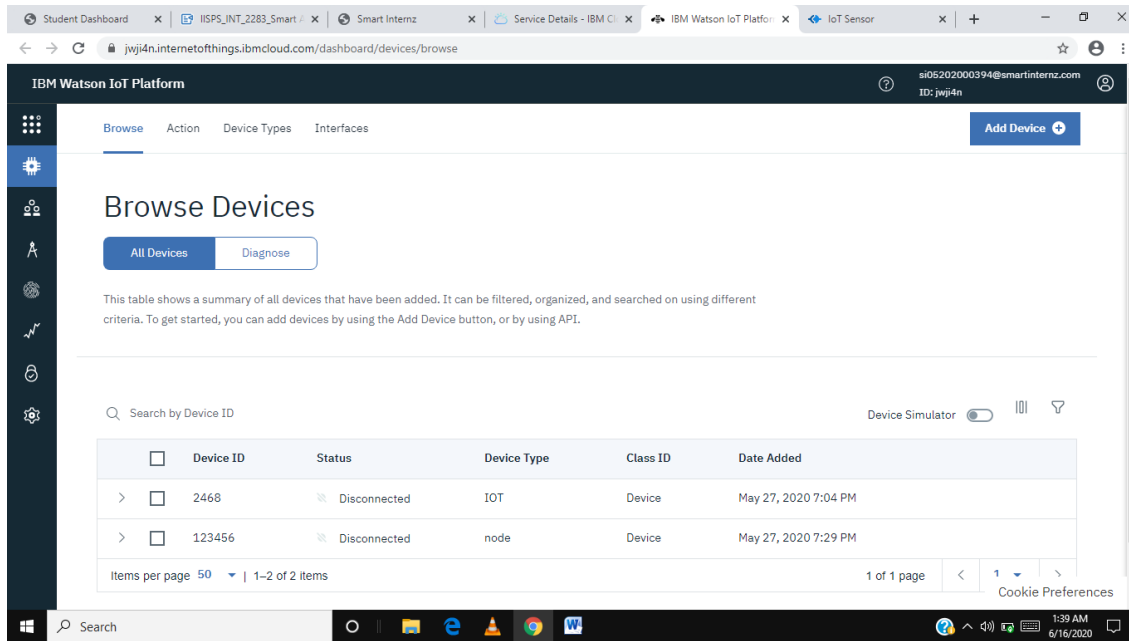 Student Dashboard
IISPS_INT_2283_Smart A
Smart Internz
Service Details - IBM Cl
IBM Watson IoT Platfor
IoT Sensor
jwji4n.internetofthings.ibmcloud.com/dashboard/devices/browse
IBM Watson IoT Platform
si05202000394@smartinternz.com
ID: jwji4n
Browse Action Device Types Interfaces
Add Device
Browse Devices
All Devices Diagnose
This table shows a summary of all devices that have been added. It can be filtered, organized, and searched on using different
criteria. To get started, you can add devices by using the Add Device button, or by using API.
Search by Device ID
Device Simulator
Device ID Status Device Type Class ID Date Added
2468 Disconnected IOT Device May 27, 2020 7:04 PM
123456 Disconnected node Device May 27, 2020 7:29 PM
Items per page 50 | 1–2 of 2 items 1 of 1 page 1
Cookie Preferences
Search
1:39 AM
6/16/2020